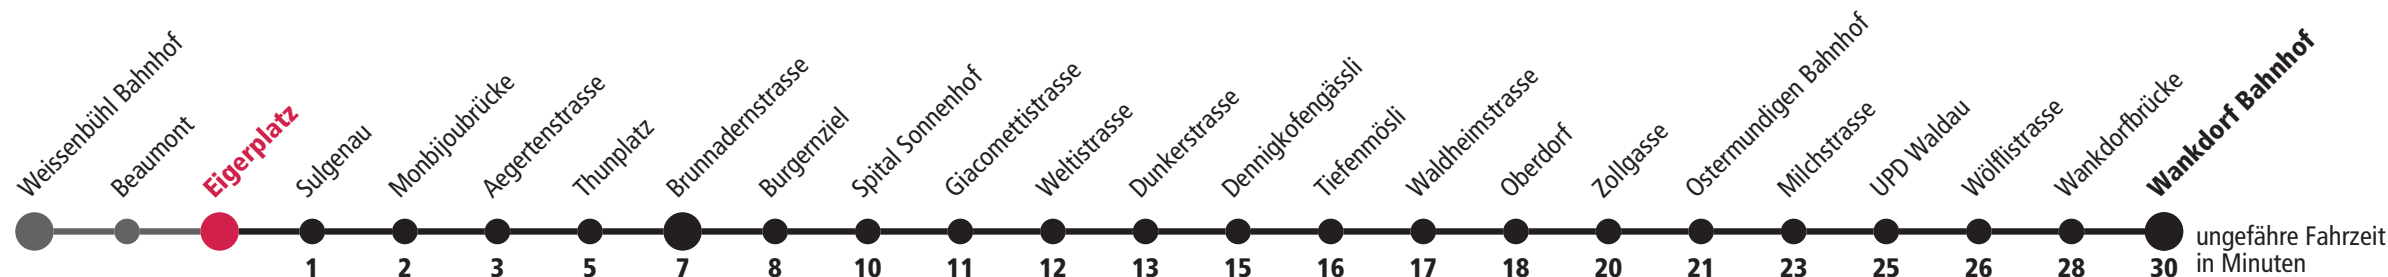 Weissenbühl Bahnhof
Beaumont
Eigerplatz
Sulgenau
Monbijoubrücke
Aegertenstrasse
Thunplatz
Brunnadernstrasse
Burgernziel
Spital Sonnenhof
Giacomettistrasse
Weltistrasse
Dunkerstrasse
Dennigkofengässli
Tiefenmösli
Waldheimstrasse
Oberdorf
Zollgasse
Ostermundigen Bahnhof
Milchstrasse
UPD Waldau
Wölflistrasse
Wankdorfbrücke
Wankdorf Bahnhof
1 2 3 5 7 8 10 11 12 13 15 16 17 18 20 21 23 25 26 28 30
ungefähre Fahrzeit
in Minuten